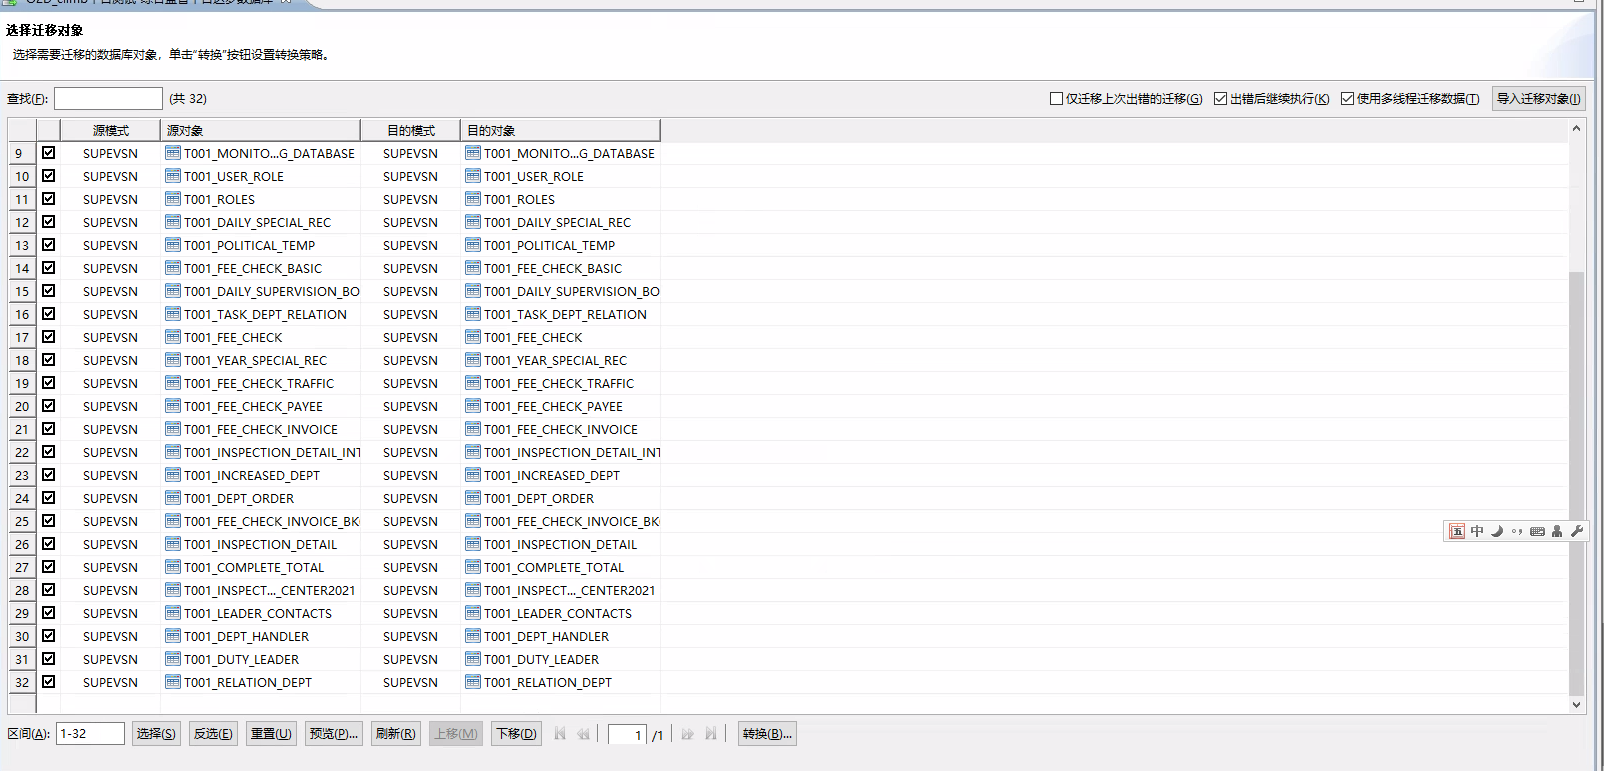 选择迁移对象
选择需要迁移的数据库对象，单击“转换”按钮设置转换策略。
查找(F): (共 32) 仅迁移上次出错的迁移(G) 出错后继续执行(K) 使用多线程迁移数据(T) 导入迁移对象(I)
源模式 源对象 目的模式 目的对象
9 SUPEVSN T001_MONITO...G_DATABASE SUPEVSN T001_MONITO...G_DATABASE
10 SUPEVSN T001_USER_ROLE SUPEVSN T001_USER_ROLE
11 SUPEVSN T001_ROLES SUPEVSN T001_ROLES
12 SUPEVSN T001_DAILY_SPECIAL_REC SUPEVSN T001_DAILY_SPECIAL_REC
13 SUPEVSN T001_POLITICAL_TEMP SUPEVSN T001_POLITICAL_TEMP
14 SUPEVSN T001_FEE_CHECK_BASIC SUPEVSN T001_FEE_CHECK_BASIC
15 SUPEVSN T001_DAILY_SUPERVISION_BO SUPEVSN T001_DAILY_SUPERVISION_BO
16 SUPEVSN T001_TASK_DEPT_RELATION SUPEVSN T001_TASK_DEPT_RELATION
17 SUPEVSN T001_FEE_CHECK SUPEVSN T001_FEE_CHECK
18 SUPEVSN T001_YEAR_SPECIAL_REC SUPEVSN T001_YEAR_SPECIAL_REC
19 SUPEVSN T001_FEE_CHECK_TRAFFIC SUPEVSN T001_FEE_CHECK_TRAFFIC
20 SUPEVSN T001_FEE_CHECK_PAYEE SUPEVSN T001_FEE_CHECK_PAYEE
21 SUPEVSN T001_FEE_CHECK_INVOICE SUPEVSN T001_FEE_CHECK_INVOICE
22 SUPEVSN T001_INSPECTION_DETAIL_INT SUPEVSN T001_INSPECTION_DETAIL_INT
23 SUPEVSN T001_INCREASED_DEPT SUPEVSN T001_INCREASED_DEPT
24 SUPEVSN T001_DEPT_ORDER SUPEVSN T001_DEPT_ORDER
25 SUPEVSN T001_FEE_CHECK_INVOICE_BK SUPEVSN T001_FEE_CHECK_INVOICE_BK
26 SUPEVSN T001_INSPECTION_DETAIL SUPEVSN T001_INSPECTION_DETAIL
27 SUPEVSN T001_COMPLETE_TOTAL SUPEVSN T001_COMPLETE_TOTAL
28 SUPEVSN T001_INSPECT..._CENTER2021 SUPEVSN T001_INSPECT..._CENTER2021
29 SUPEVSN T001_LEADER_CONTACTS SUPEVSN T001_LEADER_CONTACTS
30 SUPEVSN T001_DEPT_HANDLER SUPEVSN T001_DEPT_HANDLER
31 SUPEVSN T001_DUTY_LEADER SUPEVSN T001_DUTY_LEADER
32 SUPEVSN T001_RELATION_DEPT SUPEVSN T001_RELATION_DEPT
五 中
区间(A): 1-32 选择(S) 反选(E) 重置(U) 预览(P)... 刷新(R) 上移(M) 下移(D) 1 /1 转换(B)...